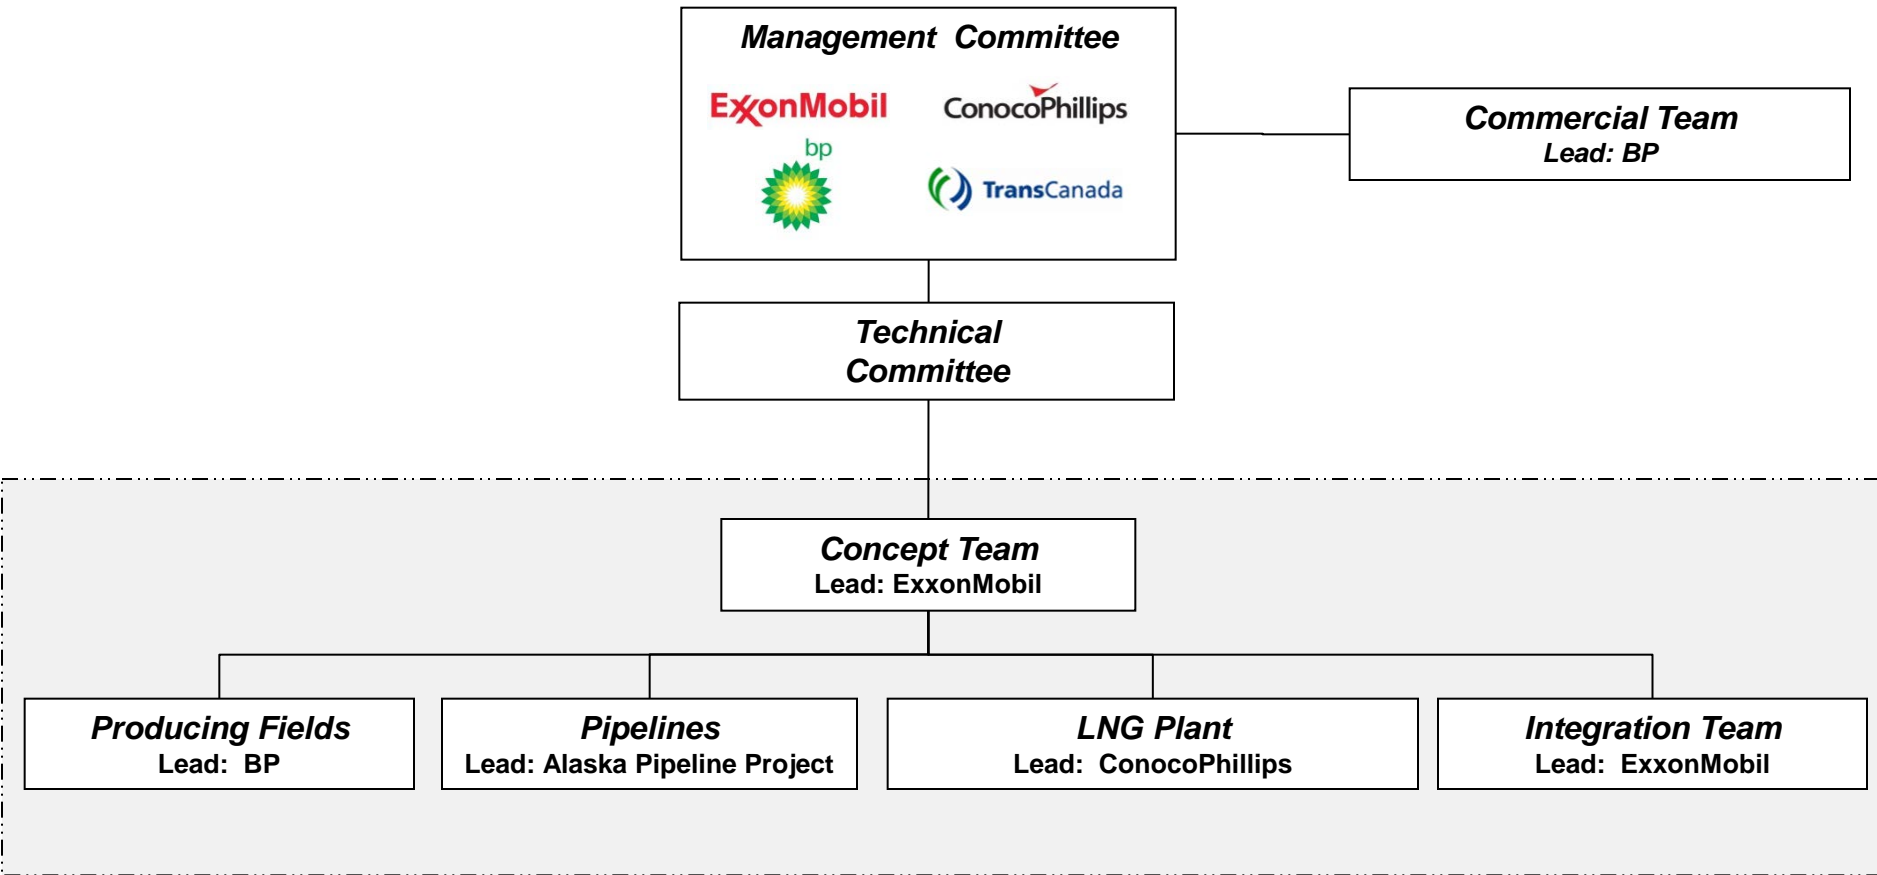 Management Committee
ExxonMobil
ConocoPhillips
bp
TransCanada
Commercial Team
Lead: BP
Technical
Committee
Concept Team
Lead: ExxonMobil
Producing Fields
Lead: BP
Pipelines
Lead: Alaska Pipeline Project
LNG Plant
Lead: ConocoPhillips
Integration Team
Lead: ExxonMobil